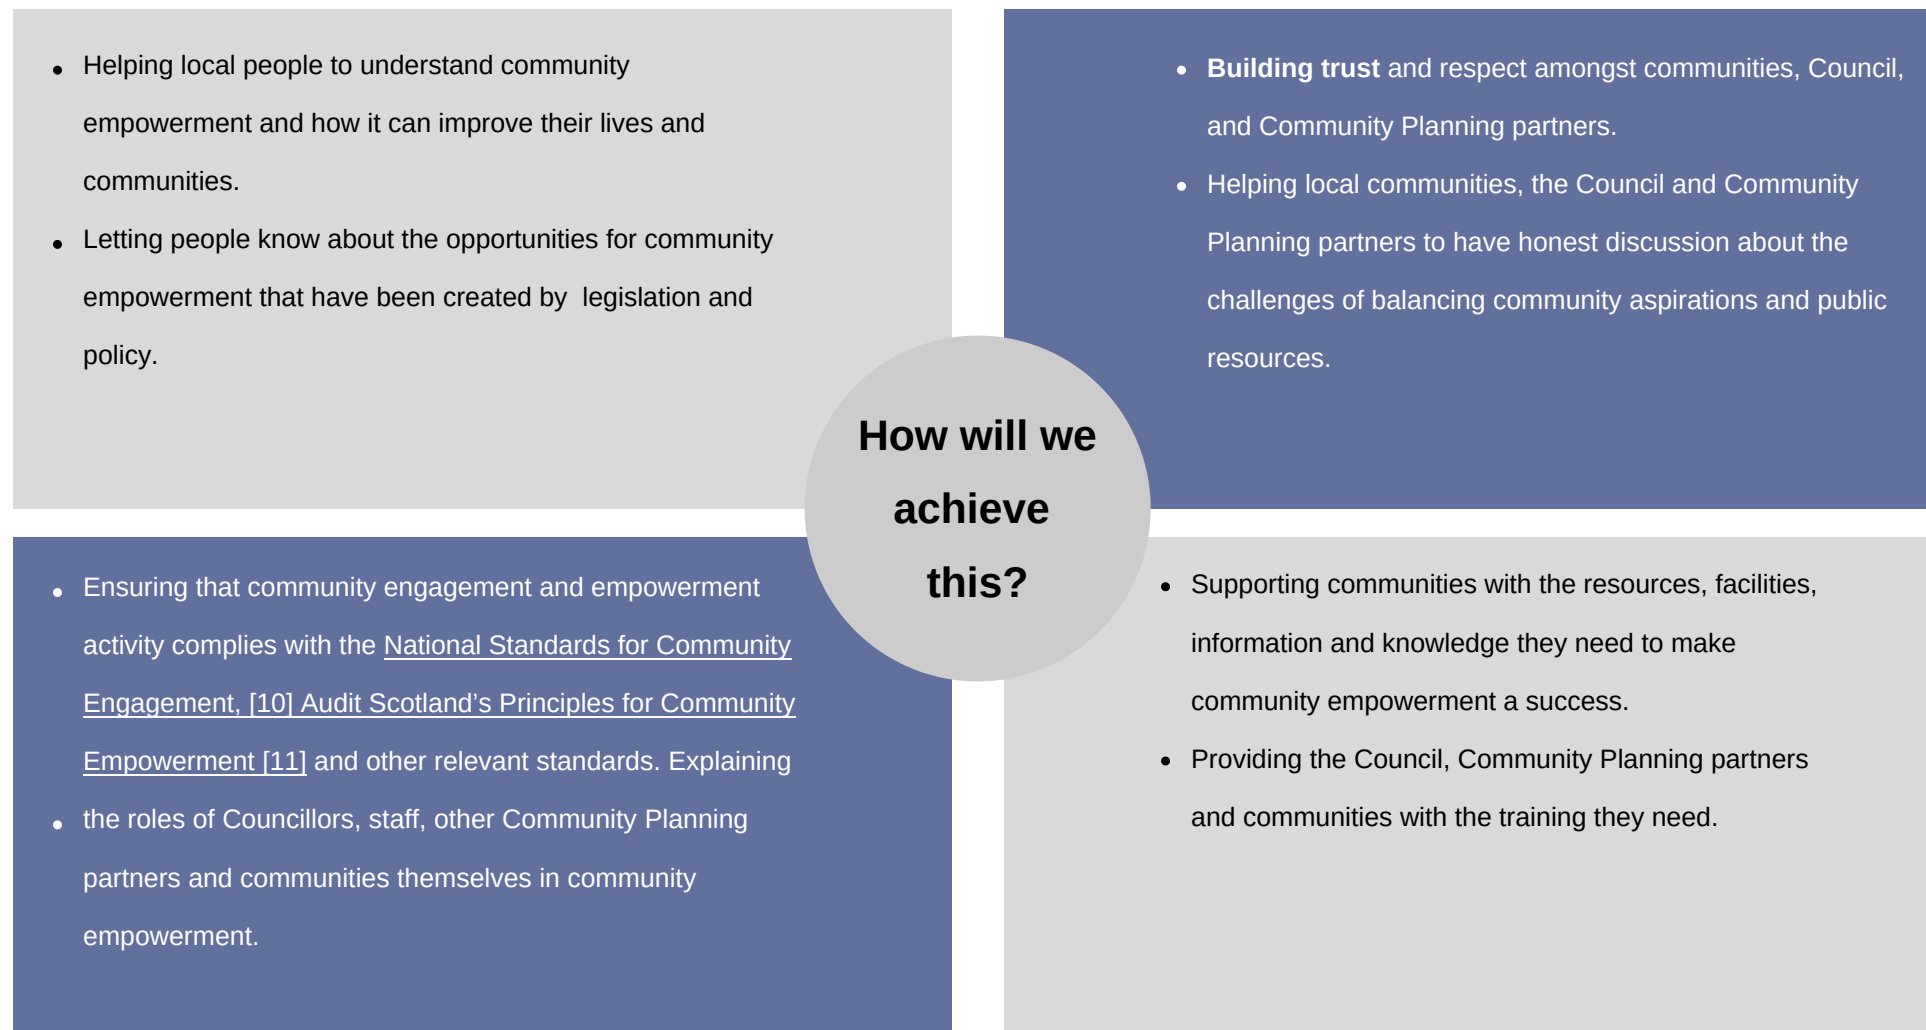 • Helping local people to understand community
empowerment and how it can improve their lives and
communities.
• Letting people know about the opportunities for community
empowerment that have been created by  legislation and
policy.
• Building trust and respect amongst communities, Council,
and Community Planning partners.
• Helping local communities, the Council and Community
Planning partners to have honest discussion about the
challenges of balancing community aspirations and public
resources.
How will we
achieve
this?
• Ensuring that community engagement and empowerment
activity complies with the National Standards for Community
Engagement, [10] Audit Scotland’s Principles for Community
Empowerment [11] and other relevant standards. Explaining
• the roles of Councillors, staff, other Community Planning
partners and communities themselves in community
empowerment.
• Supporting communities with the resources, facilities,
information and knowledge they need to make
community empowerment a success.
• Providing the Council, Community Planning partners
and communities with the training they need.